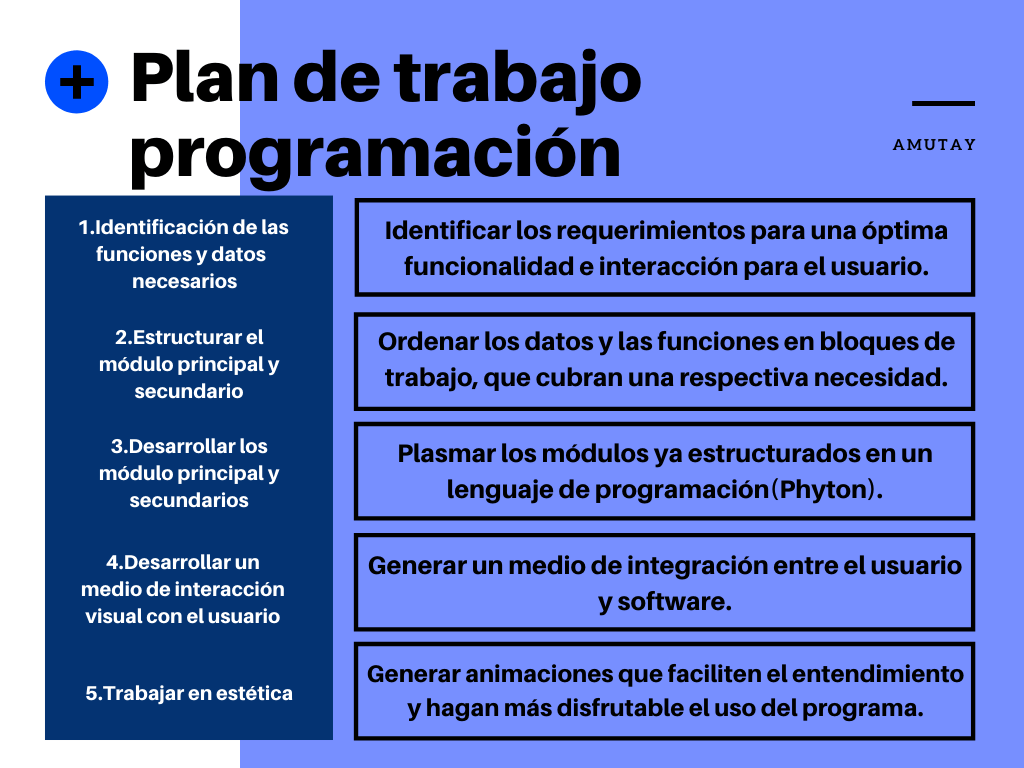 Plan de trabajo
programación
AMUTAY
1.Identificación de las
funciones y datos
necesarios
Identificar los requerimientos para una óptima
funcionalidad e interacción para el usuario.
2.Estructurar el
módulo principal y
secundario
Ordenar los datos y las funciones en bloques de
trabajo, que cubran una respectiva necesidad.
3.Desarrollar los
módulo principal y
secundarios
Plasmar los módulos ya estructurados en un
lenguaje de programación(Phyton).
4.Desarrollar un
medio de interacción
visual con el usuario
Generar un medio de integración entre el usuario
y software.
5.Trabajar en estética
Generar animaciones que faciliten el entendimiento
y hagan más disfrutable el uso del programa.